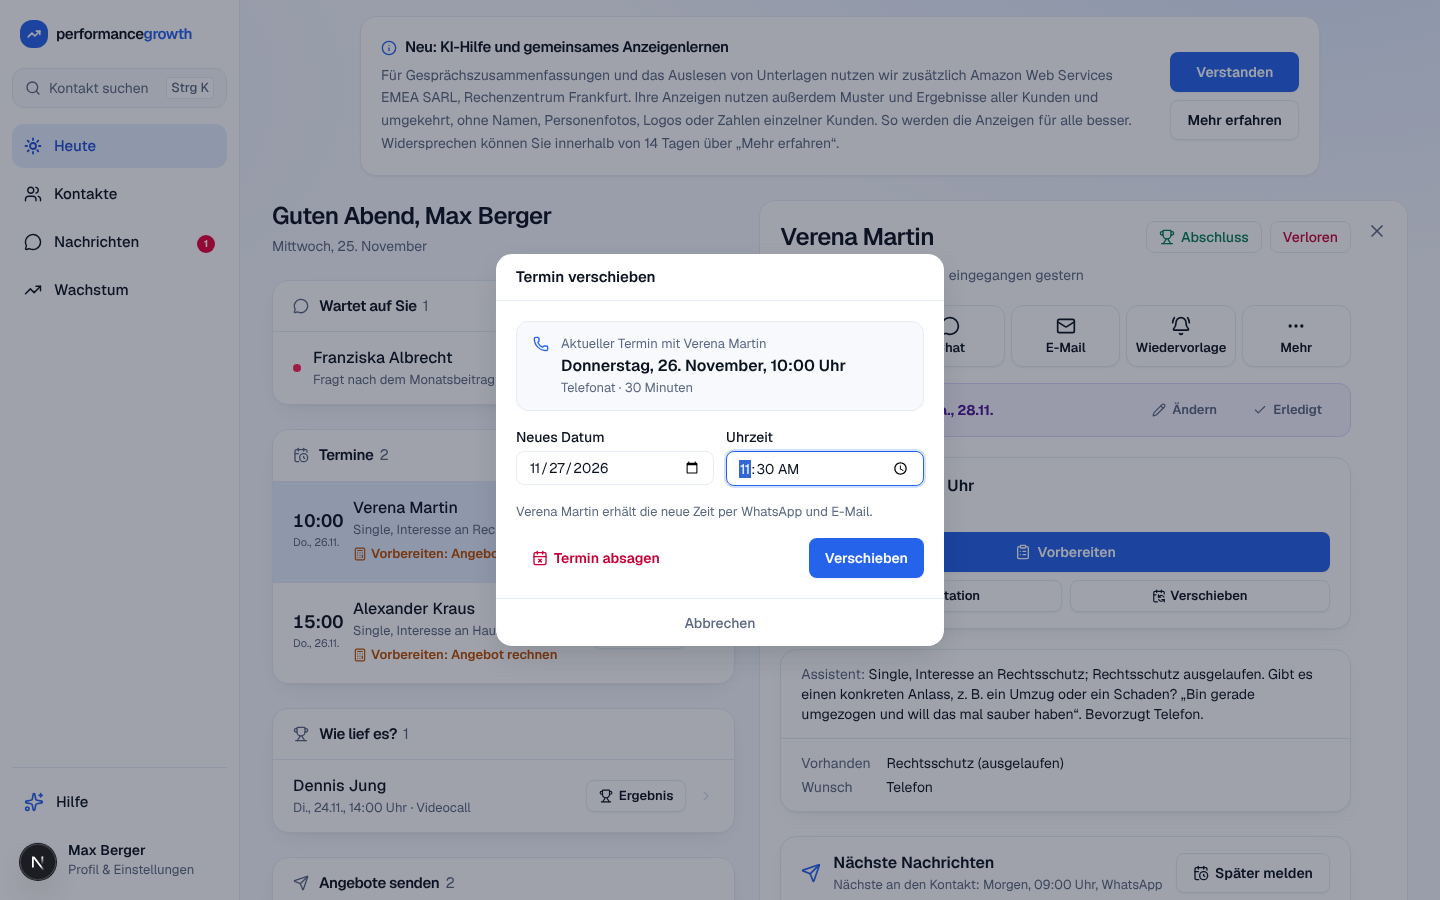 performancegrowth
Kontakt suchen
Strg K
Heute
Kontakte
Nachrichten
1
Wachstum
Hilfe
N
Max Berger
Profil & Einstellungen
Neu: KI-Hilfe und gemeinsames Anzeigenlernen
Für Gesprächszusammenfassungen und das Auslesen von Unterlagen nutzen wir zusätzlich Amazon Web Services
EMEA SARL, Rechenzentrum Frankfurt. Ihre Anzeigen nutzen außerdem Muster und Ergebnisse aller Kunden und
umgekehrt, ohne Namen, Personenfotos, Logos oder Zahlen einzelner Kunden. So werden die Anzeigen für alle besser.
Widersprechen können Sie innerhalb von 14 Tagen über „Mehr erfahren“.
Verstanden
Mehr erfahren
Guten Abend, Max Berger
Mittwoch, 25. November
Wartet auf Sie 1
Franziska Albrecht
Fragt nach dem Monatsbeitrag
Termine 2
10:00
Do., 26.11.
Verena Martin
Single, Interesse an Rec
Vorbereiten: Angebo
15:00
Do., 26.11.
Alexander Kraus
Single, Interesse an Hau
Vorbereiten: Angebot rechnen
Wie lief es? 1
Dennis Jung
Di., 24.11., 14:00 Uhr · Videocall
Ergebnis
Angebote senden 2
Termin verschieben
Aktueller Termin mit Verena Martin
Donnerstag, 26. November, 10:00 Uhr
Telefonat · 30 Minuten
Neues Datum
11/27/2026
Uhrzeit
11:30 AM
Verena Martin erhält die neue Zeit per WhatsApp und E-Mail.
Termin absagen
Verschieben
Abbrechen
Verena Martin
Abschluss
Verloren
eingegangen gestern
hat
E-Mail
Wiedervorlage
Mehr
., 28.11.
Ändern
Erledigt
Uhr
Vorbereiten
tation
Verschieben
Assistent: Single, Interesse an Rechtsschutz; Rechtsschutz ausgelaufen. Gibt es
einen konkreten Anlass, z. B. ein Umzug oder ein Schaden? „Bin gerade
umgezogen und will das mal sauber haben“. Bevorzugt Telefon.
Vorhanden Rechtsschutz (ausgelaufen)
Wunsch Telefon
Nächste Nachrichten
Nächste an den Kontakt: Morgen, 09:00 Uhr, WhatsApp
Später melden